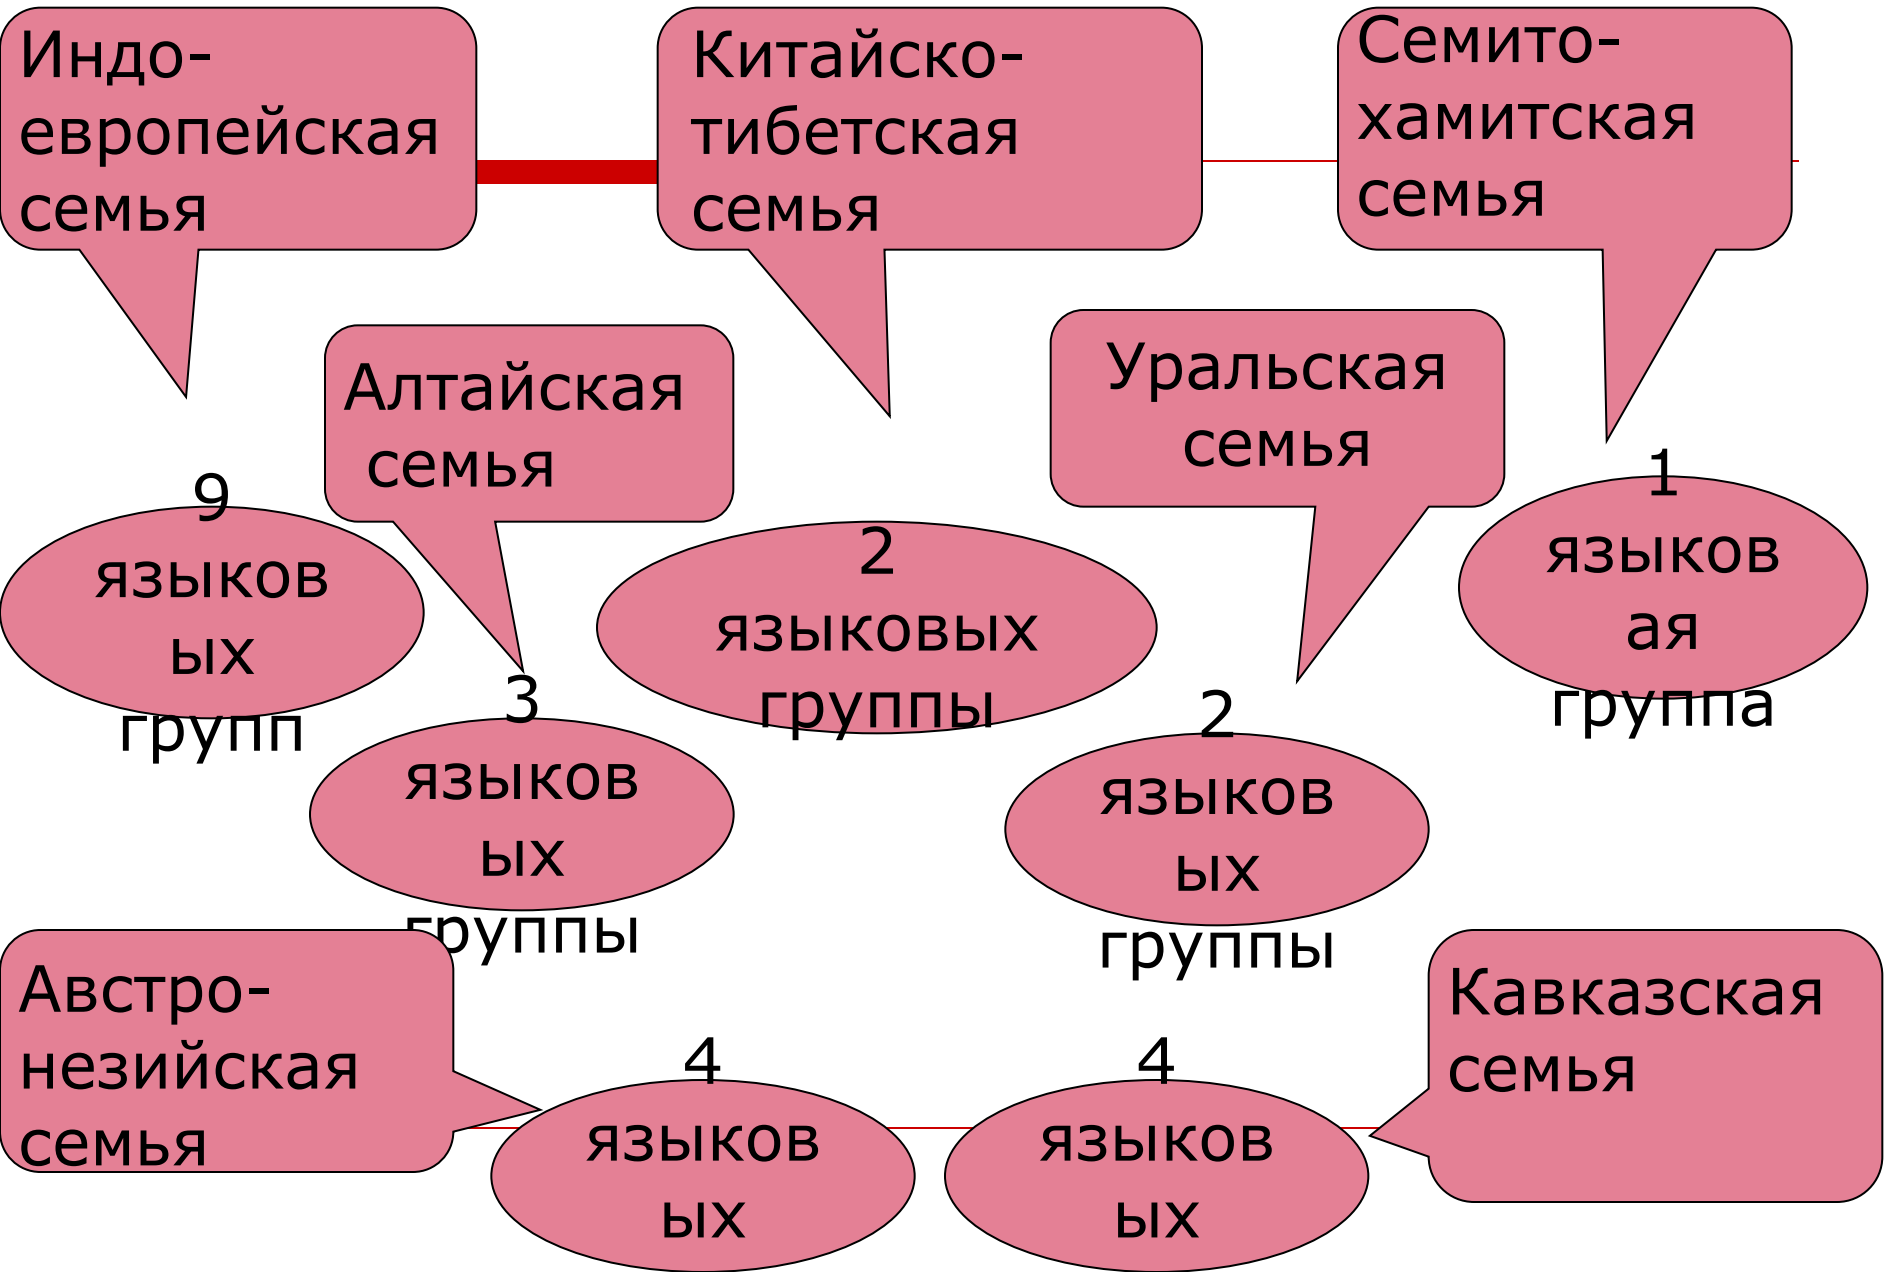 Индо-
европейская
семья
Китайско-
тибетская
семья
Семито-
хамитская
семья
Алтайская
семья
Уральская
семья
9
языков
ых
групп
2
языковых
группы
1
языков
ая
группа
3
языков
ых
группы
2
языков
ых
группы
Австро-
незийская
семья
4
языков
ых
4
языков
ых
Кавказская
семья